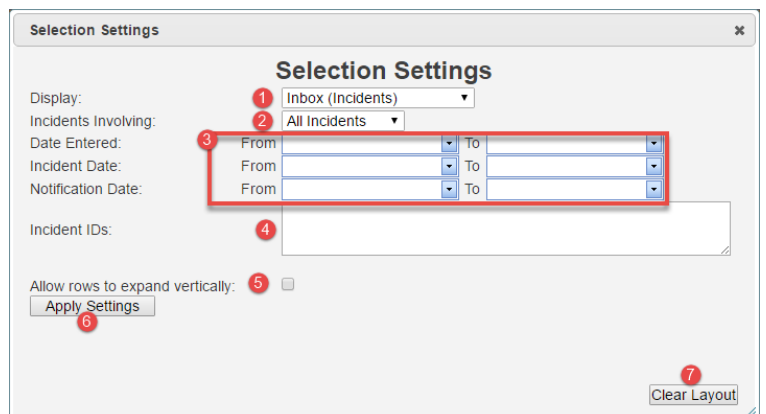 Selection Settings
Selection Settings
Display: 1 Inbox (Incidents)
Incidents Involving: 2 All Incidents
Date Entered: 3 From To
Incident Date: From To
Notification Date: From To
Incident IDs: 4
Allow rows to expand vertically: 5
Apply Settings
6
7
Clear Layout